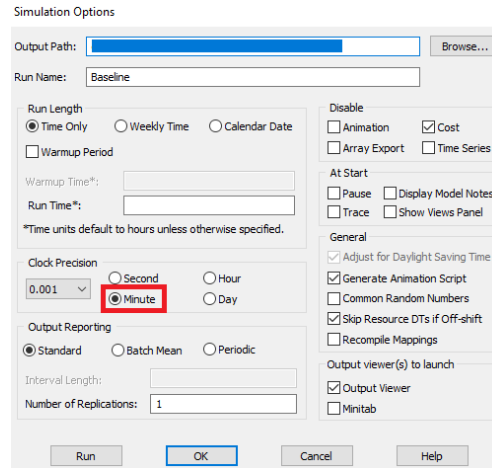 Simulation Options
Output Path:
Browse...
Run Name: Baseline
Run Length
Time Only Weekly Time Calendar Date
Warmup Period
Warmup Time*:
Run Time*:
*Time units default to hours unless otherwise specified.
Clock Precision
0.001
Second Hour
Minute Day
Output Reporting
Standard Batch Mean Periodic
Interval Length:
Number of Replications: 1
Disable
Animation Cost
Array Export Time Series
At Start
Pause Display Model Notes
Trace Show Views Panel
General
Adjust for Daylight Saving Time
Generate Animation Script
Common Random Numbers
Skip Resource DTs if Off-shift
Recompile Mappings
Output viewer(s) to launch
Output Viewer
Minitab
Run OK Cancel Help